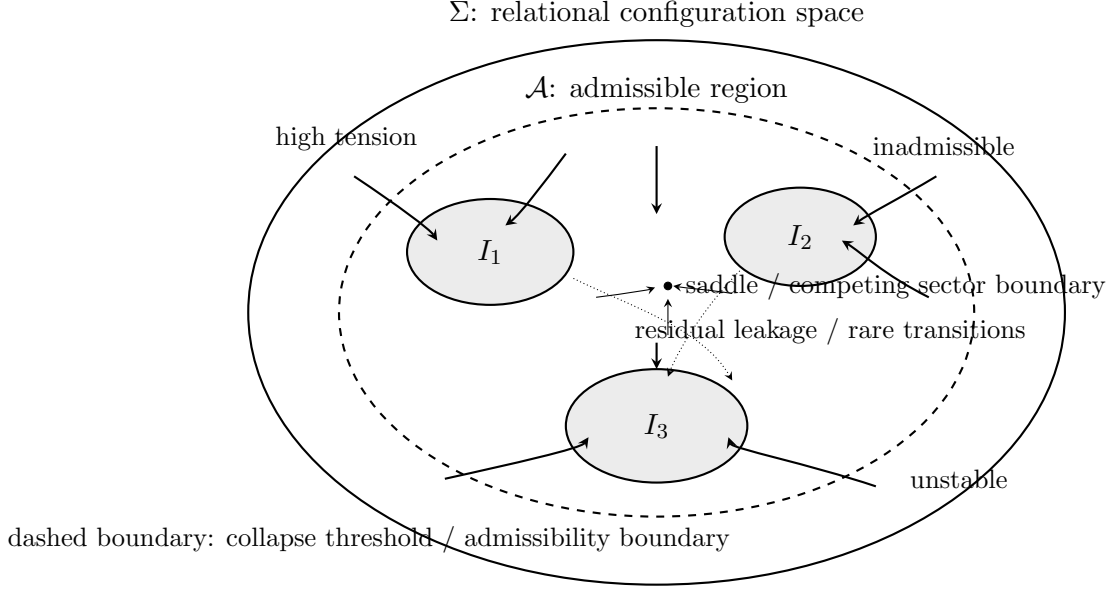 Σ: relational configuration space
𝒜: admissible region
high tension
inadmissible
I₁
I₂
saddle / competing sector boundary
residual leakage / rare transitions
I₃
unstable
dashed boundary: collapse threshold / admissibility boundary